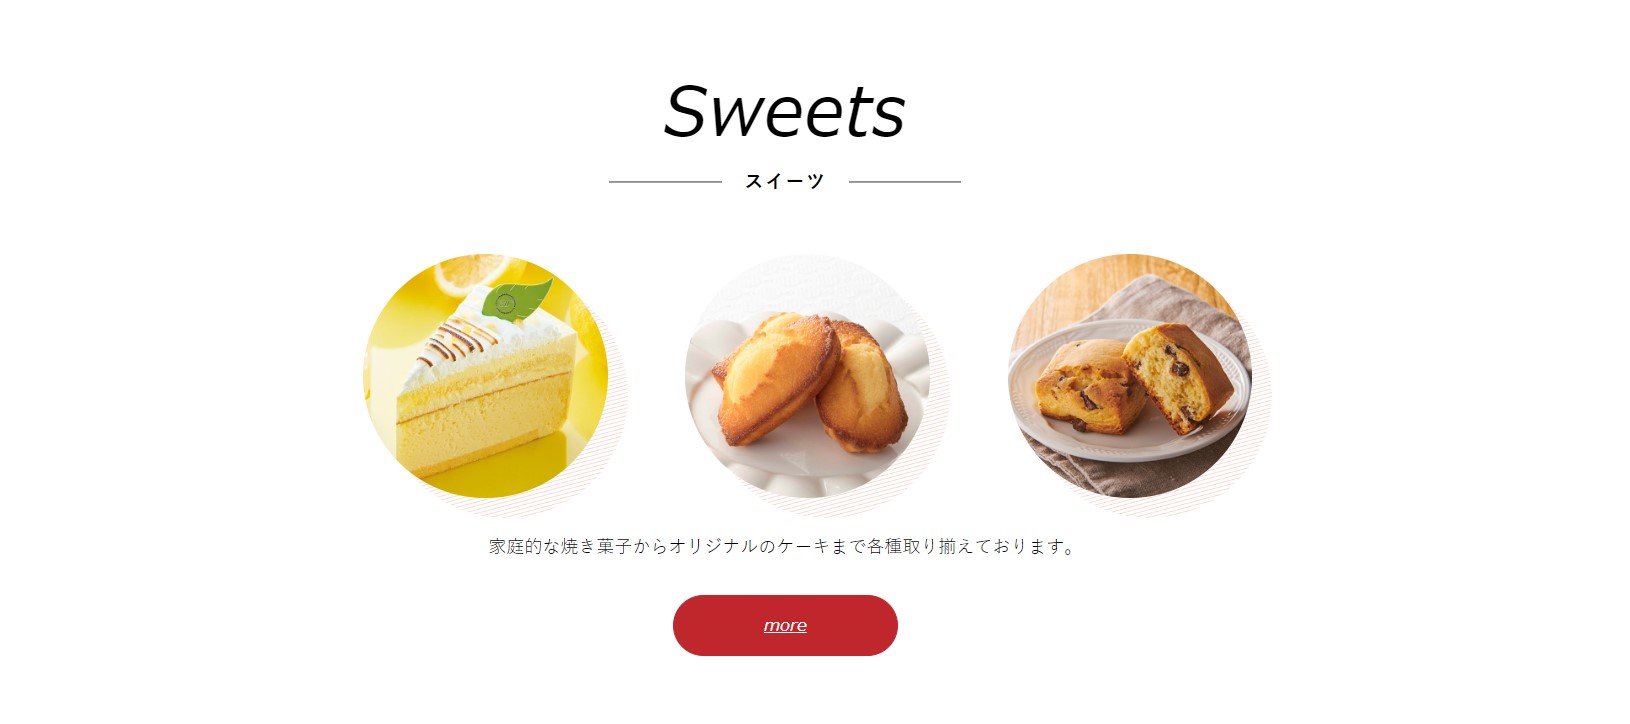 Sweets
スイーツ
家庭的な焼き菓子からオリジナルのケーキまで各種取り揃えております。
more